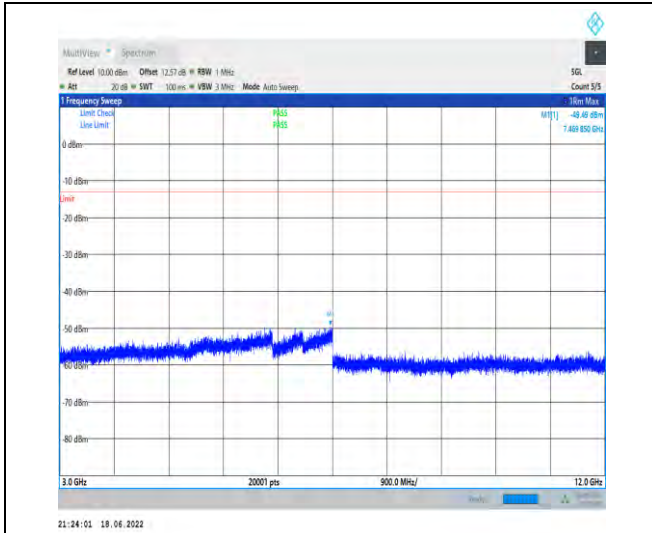 MultiView Spectrum
Ref Level 10.00 dBm Offset 12.57 dB RBW 1 MHz SGL
Att 20 dB SWT 100 ms VBW 3 MHz Mode Auto Sweep Count 5/5
1 Frequency Sweep Max
Limit Check PASS M1[1] -49.49 dBm
Line Limit PASS 7.469 850 GHz
0 dBm
-10 dBm
Limit
-20 dBm
-30 dBm
-40 dBm
M1
-50 dBm
-60 dBm
-70 dBm
-80 dBm
3.0 GHz 20001 pts 900.0 MHz/ 12.0 GHz
21:24:01 18.06.2022